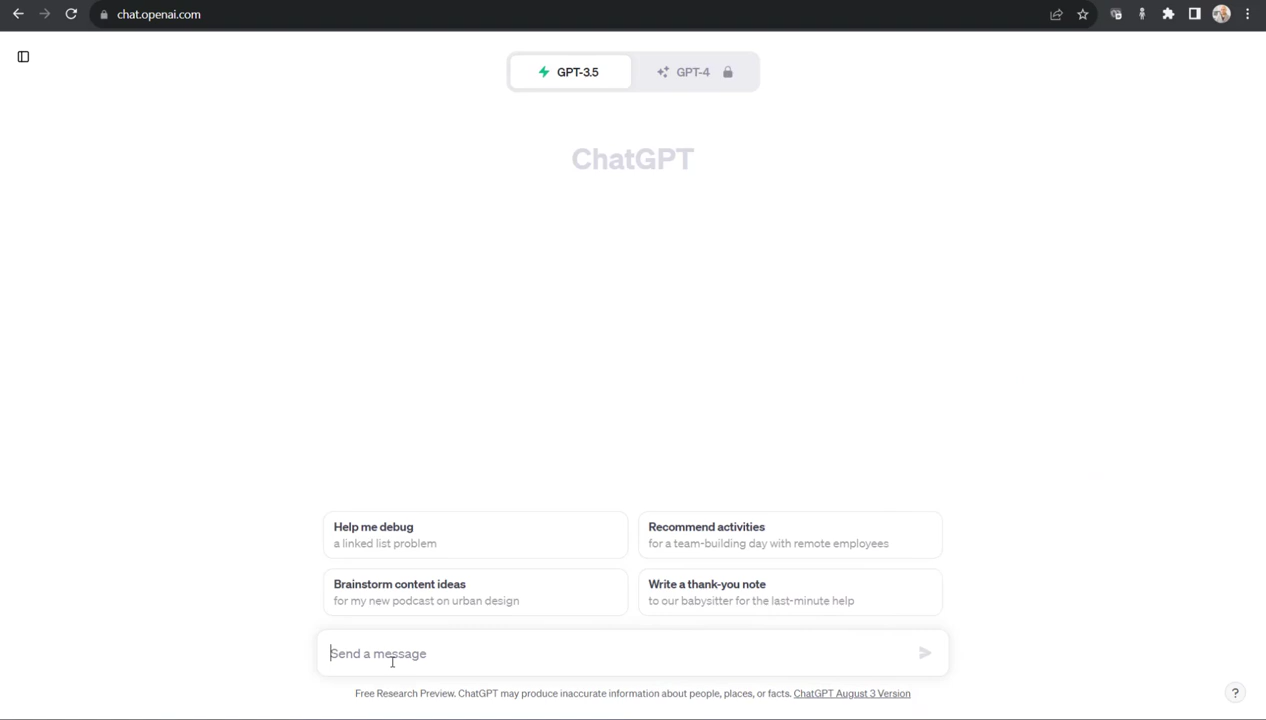 chat.openai.com
GPT-3.5
GPT-4
ChatGPT
Help me debug
a linked list problem
Recommend activities
for a team-building day with remote employees
Brainstorm content ideas
for my new podcast on urban design
Write a thank-you note
to our babysitter for the last-minute help
Send a message
Free Research Preview. ChatGPT may produce inaccurate information about people, places, or facts. ChatGPT August 3 Version
?